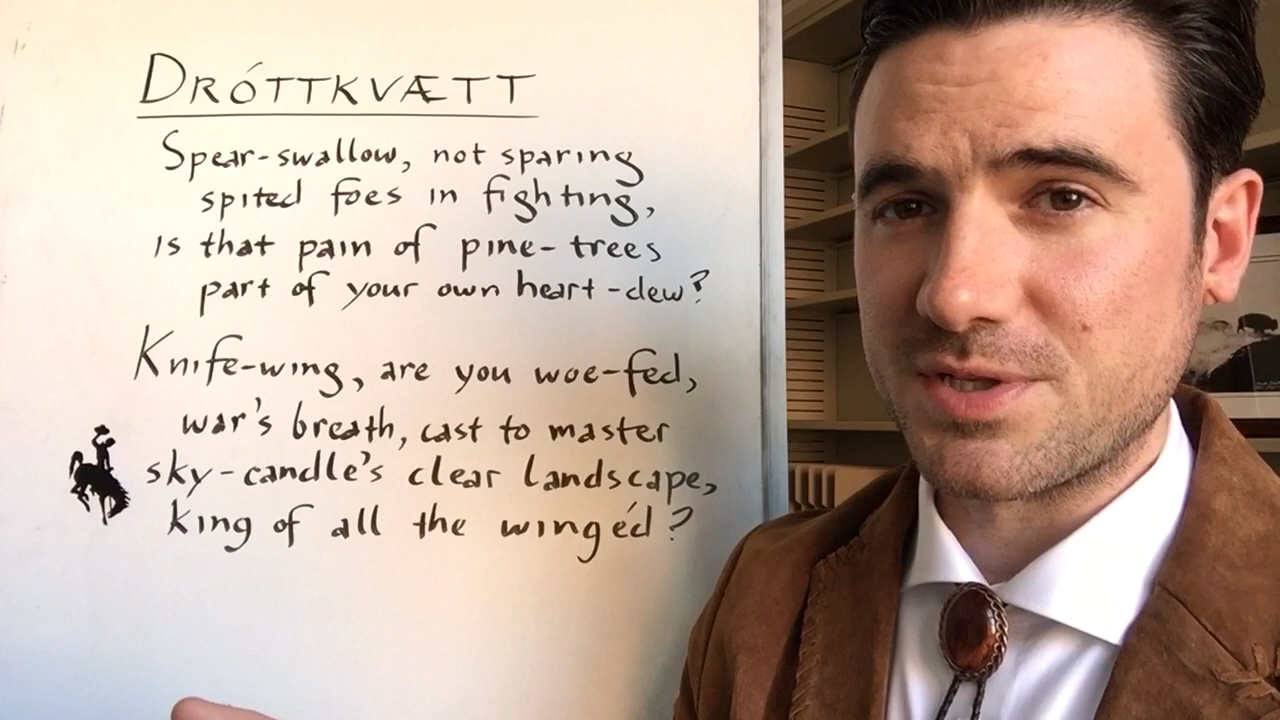 DRÓTTKVÆTT
Spear-swallow, not sparing
spited foes in fighting,
is that pain of pine-trees
part of your own heart-dew?
Knife-wing, are you woe-fed,
war's breath, cast to master
sky-candle's clear landscape,
king of all the wingéd?